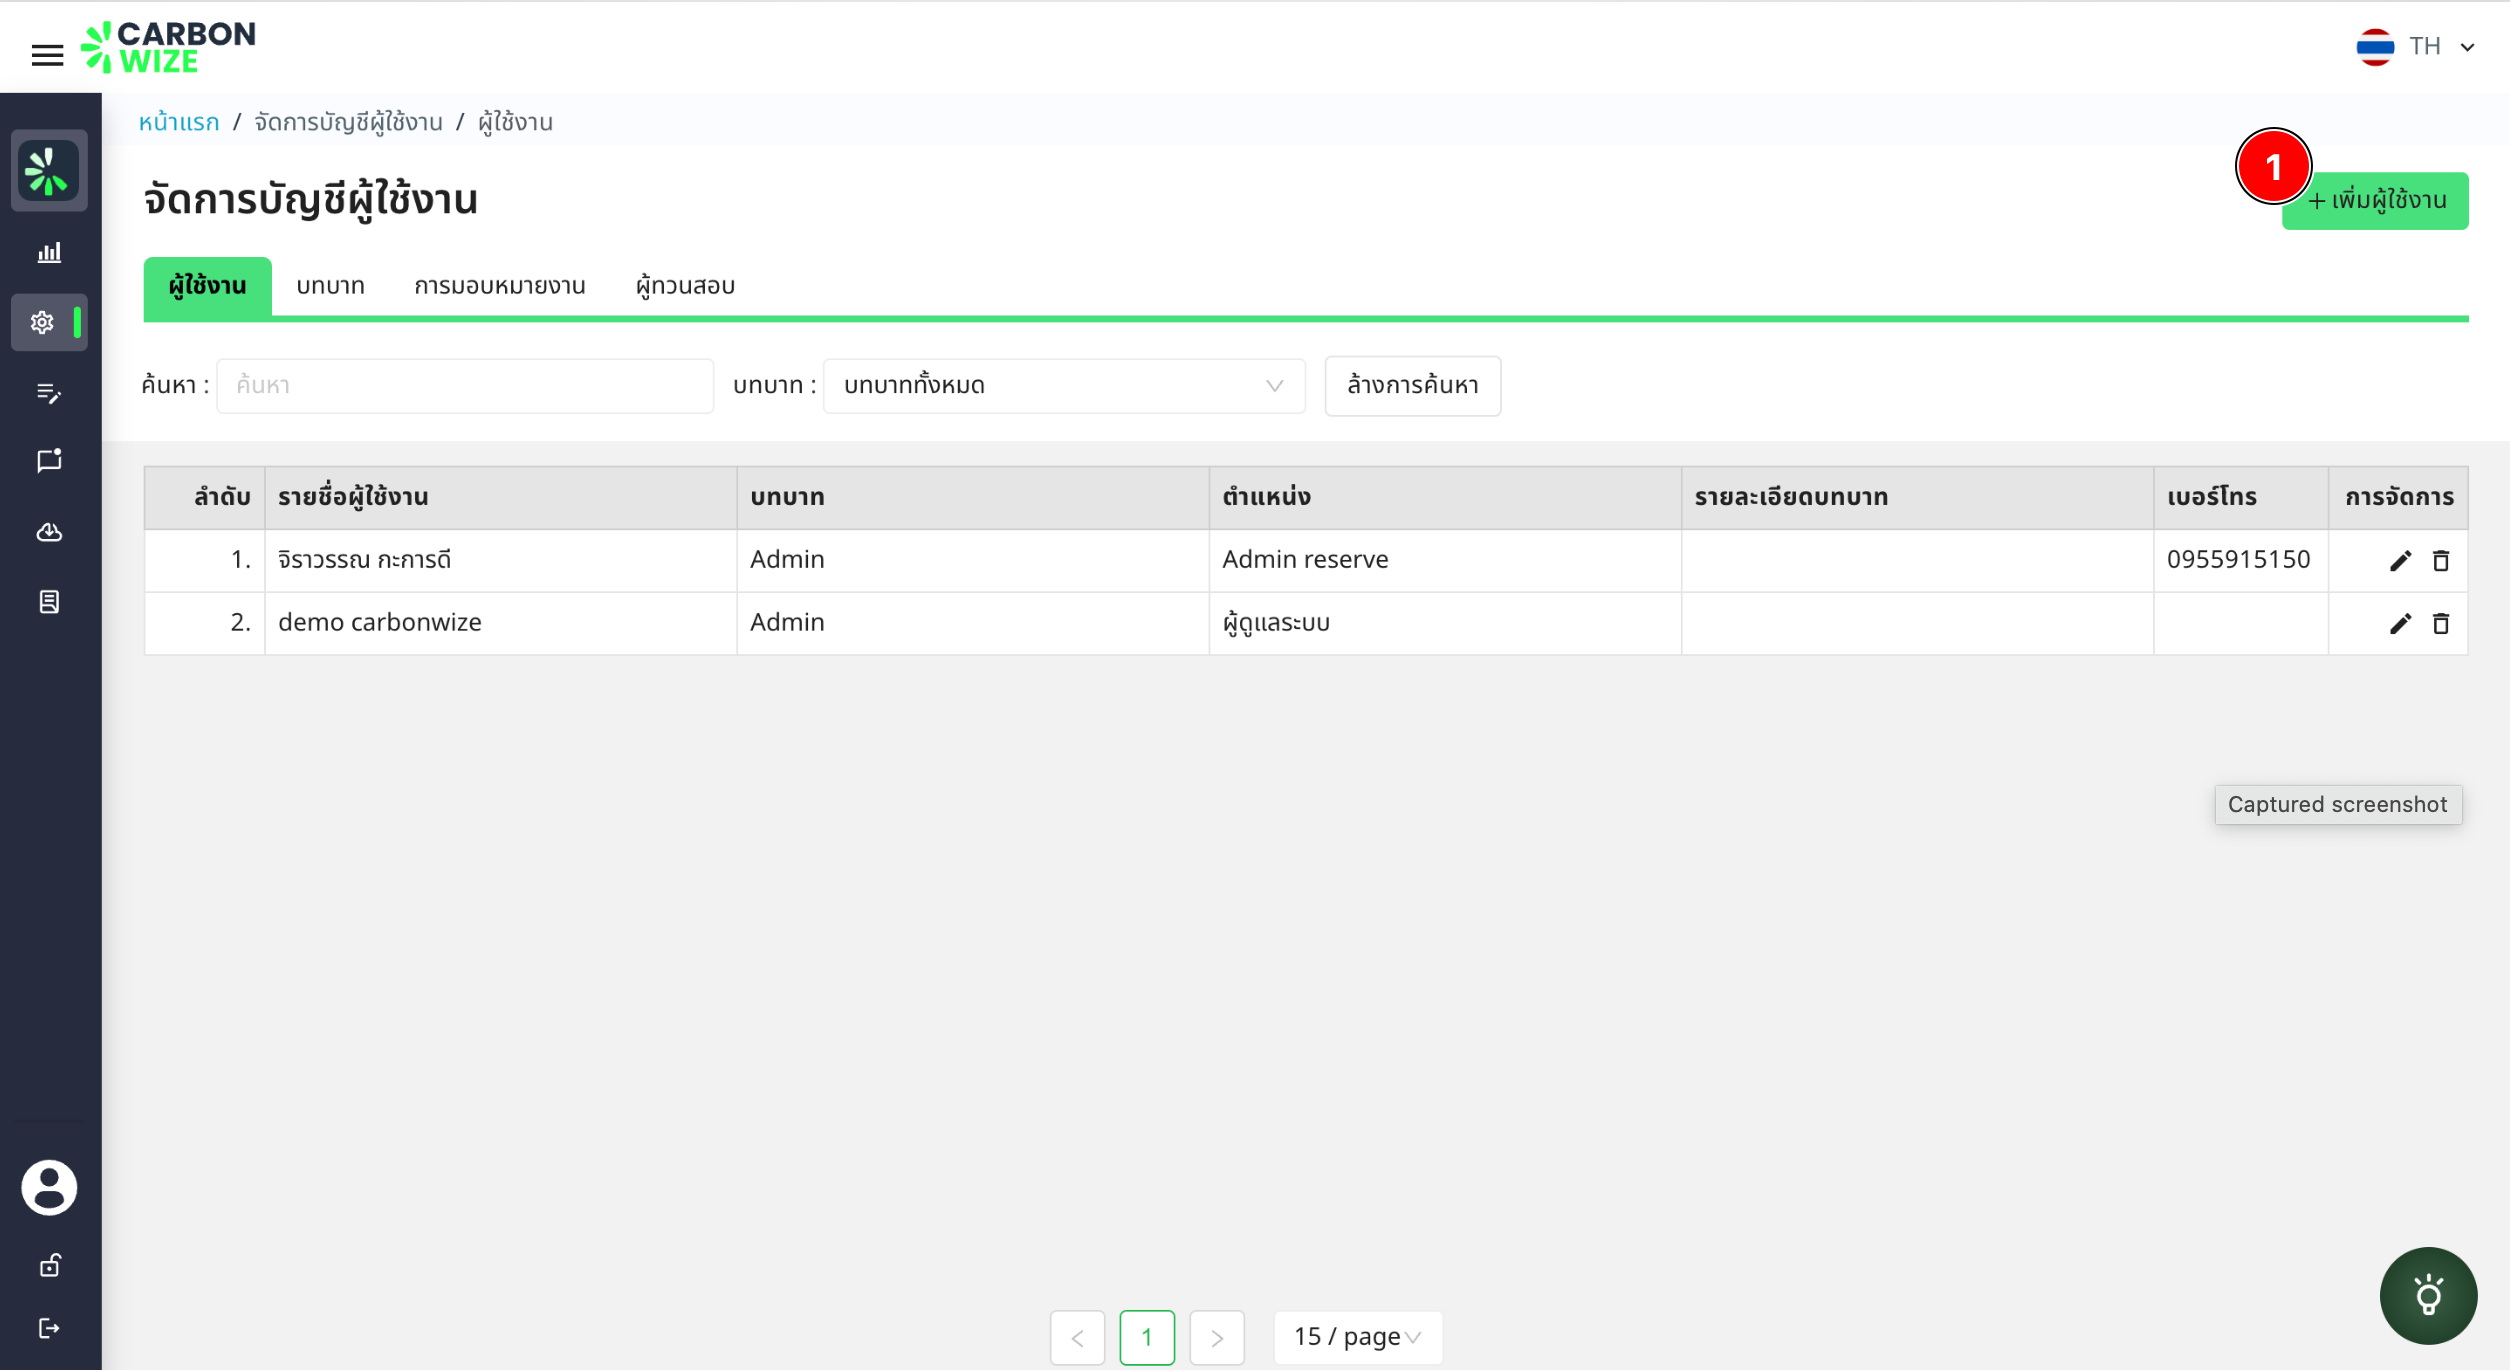 CARBON
WIZE
TH
หน้าแรก / จัดการบัญชีผู้ใช้งาน / ผู้ใช้งาน
จัดการบัญชีผู้ใช้งาน
1
+ เพิ่มผู้ใช้งาน
ผู้ใช้งาน บทบาท การมอบหมายงาน ผู้ทวนสอบ
ค้นหา : ค้นหา บทบาท : บทบาททั้งหมด ล้างการค้นหา
ลำดับ รายชื่อผู้ใช้งาน บทบาท ตำแหน่ง รายละเอียดบทบาท เบอร์โทร การจัดการ
1. จิราวรรณ กะการดี Admin Admin reserve 0955915150
2. demo carbonwize Admin ผู้ดูแลระบบ
Captured screenshot
< 1 > 15 / page